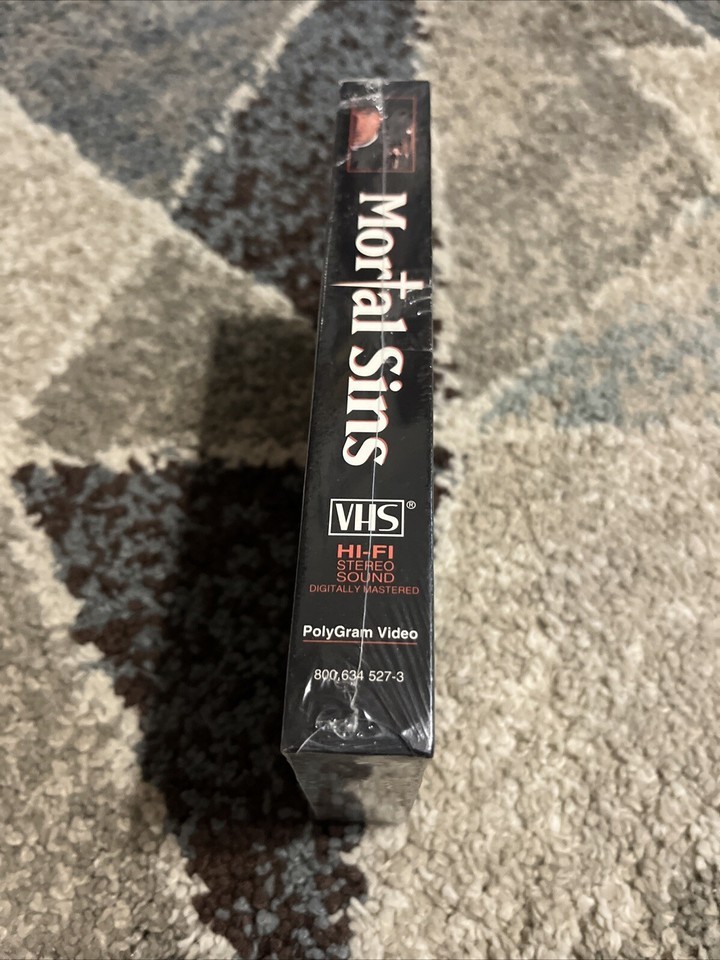 Mortal Sins
VHS®
HI-FI
STEREO
SOUND
DIGITALLY MASTERED
PolyGram Video
800 634 527-3